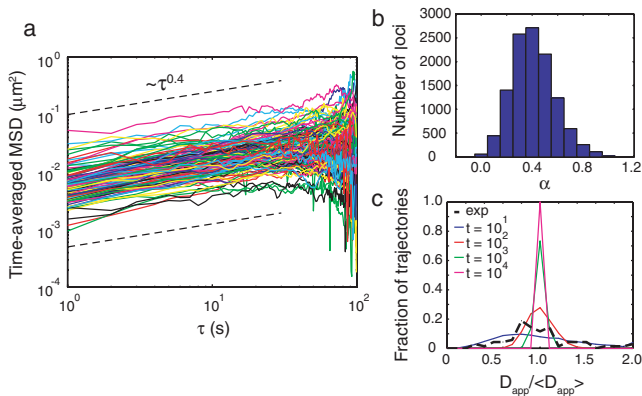 a
Time-averaged MSD (μm²)
10⁰
10⁻¹
10⁻²
10⁻³
10⁻⁴
~τ^0.4
10⁰
10¹
10²
τ (s)
b
Number of loci
3000
2500
2000
1500
1000
500
0
0.0
0.4
0.8
1.2
α
c
Fraction of trajectories
1.0
0.8
0.6
0.4
0.2
0
exp
t = 10¹
t = 10²
t = 10³
t = 10⁴
0
0.5
1.0
1.5
2.0
D_app/<D_app>